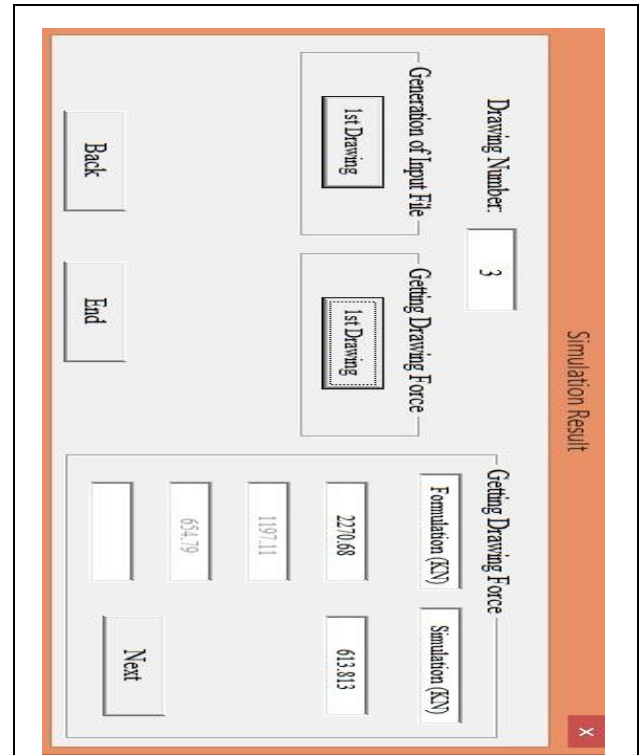 Simulation Result
X
Drawing Number:
3
Generation of Input File
1st Drawing
Getting Drawing Force
1st Drawing
Back
End
Getting Drawing Force
Formulation (KN)
Simulation (KN)
2270.68
613.813
1197.11
654.79
Next